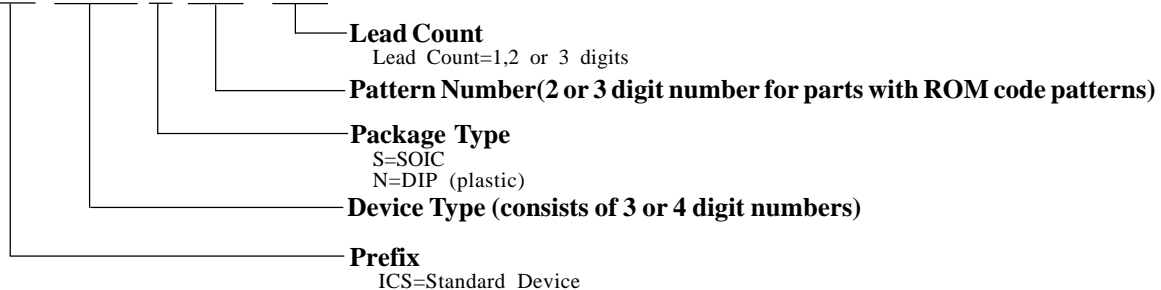 Lead Count
Lead Count=1,2 or 3 digits
Pattern Number(2 or 3 digit number for parts with ROM code patterns)
Package Type
S=SOIC
N=DIP (plastic)
Device Type (consists of 3 or 4 digit numbers)
Prefix
ICS=Standard Device